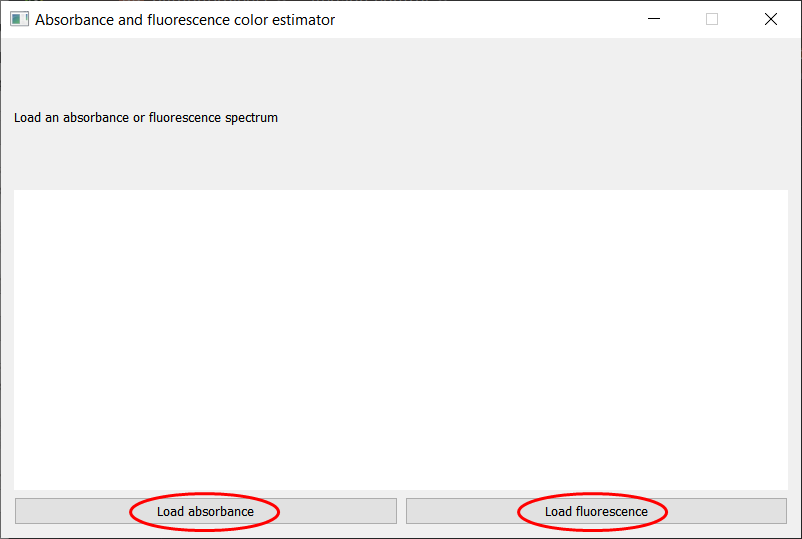 Absorbance and fluorescence color estimator
Load an absorbance or fluorescence spectrum
Load absorbance
Load fluorescence